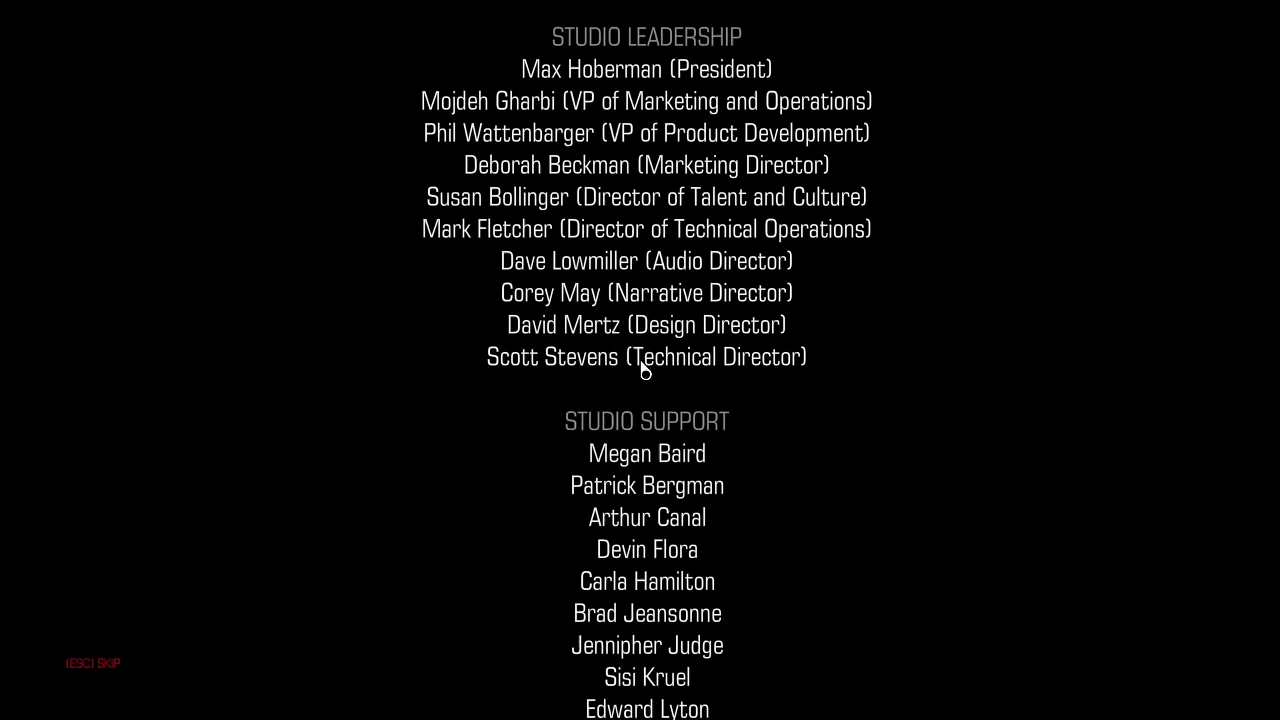 STUDIO LEADERSHIP
Max Hoberman (President)
Mojdeh Gharbi (VP of Marketing and Operations)
Phil Wattenbarger (VP of Product Development)
Deborah Beckman (Marketing Director)
Susan Bollinger (Director of Talent and Culture)
Mark Fletcher (Director of Technical Operations)
Dave Lowmiller (Audio Director)
Corey May (Narrative Director)
David Mertz (Design Director)
Scott Stevens (Technical Director)
STUDIO SUPPORT
Megan Baird
Patrick Bergman
Arthur Canal
Devin Flora
Carla Hamilton
Brad Jeansonne
Jennipher Judge
[ESC] SKIP
Sisi Kruel
Edward Lyton